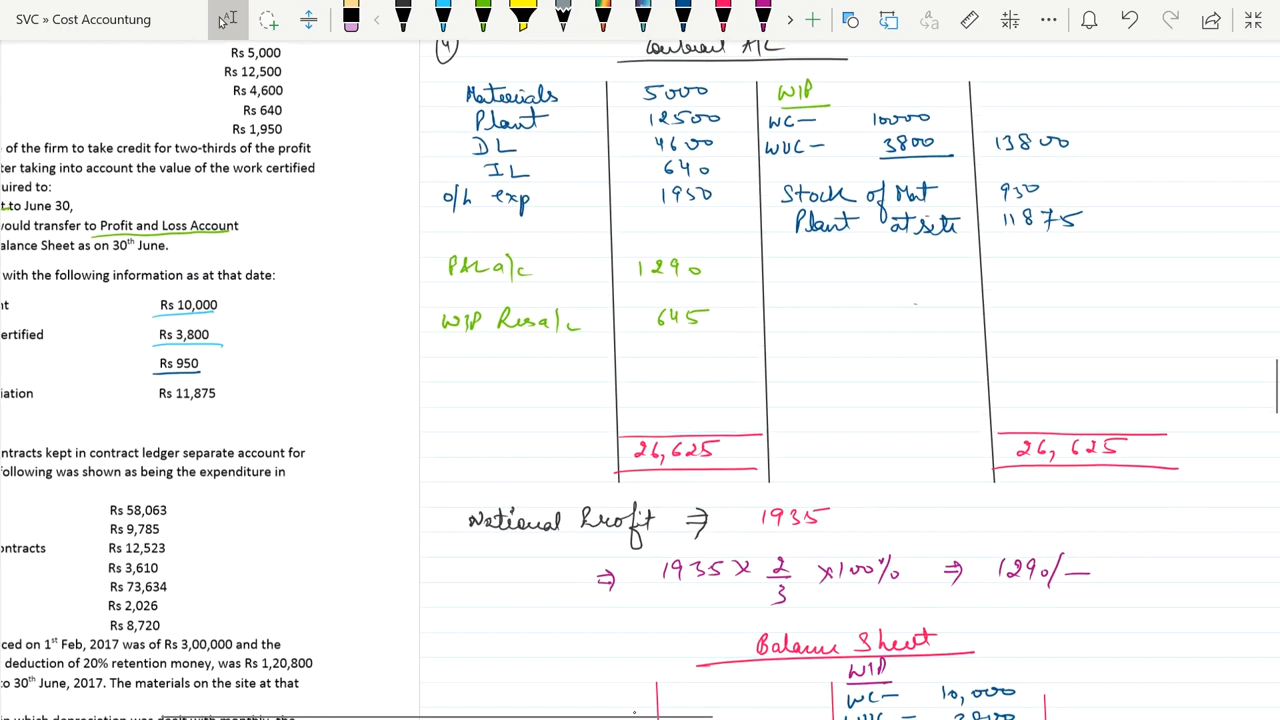 SVC » Cost Accountung
Rs 5,000
Rs 12,500
Rs 4,600
Rs 640
Rs 1,950
of the firm to take credit for two-thirds of the profit
ter taking into account the value of the work certified
uired to:
t to June 30,
vould transfer to Profit and Loss Account
alance Sheet as on 30th June.
with the following information as at that date:
nt Rs 10,000
ertified Rs 3,800
Rs 950
iation Rs 11,875
ntracts kept in contract ledger separate account for
ollowing was shown as being the expenditure in
Rs 58,063
Rs 9,785
ontracts Rs 12,523
Rs 3,610
Rs 73,634
Rs 2,026
Rs 8,720
ced on 1st Feb, 2017 was of Rs 3,00,000 and the
deduction of 20% retention money, was Rs 1,20,800
to 30th June, 2017. The materials on the site at that
(4) Contract A/C
Materials 5000 WIP
Plant 12500 WC- 10000
DL 4600 WUC- 3800 13800
IL 640
o/h exp 1950 Stock of Mat 950
Plant at site 11875
P&L a/c 1290
WIP Res a/c 645
26,625 26,625
Notional Profit ⇒ 1935
⇒ 1935 × 2/3 × 100% ⇒ 1290/-
Balance Sheet
WIP
WC- 10,000